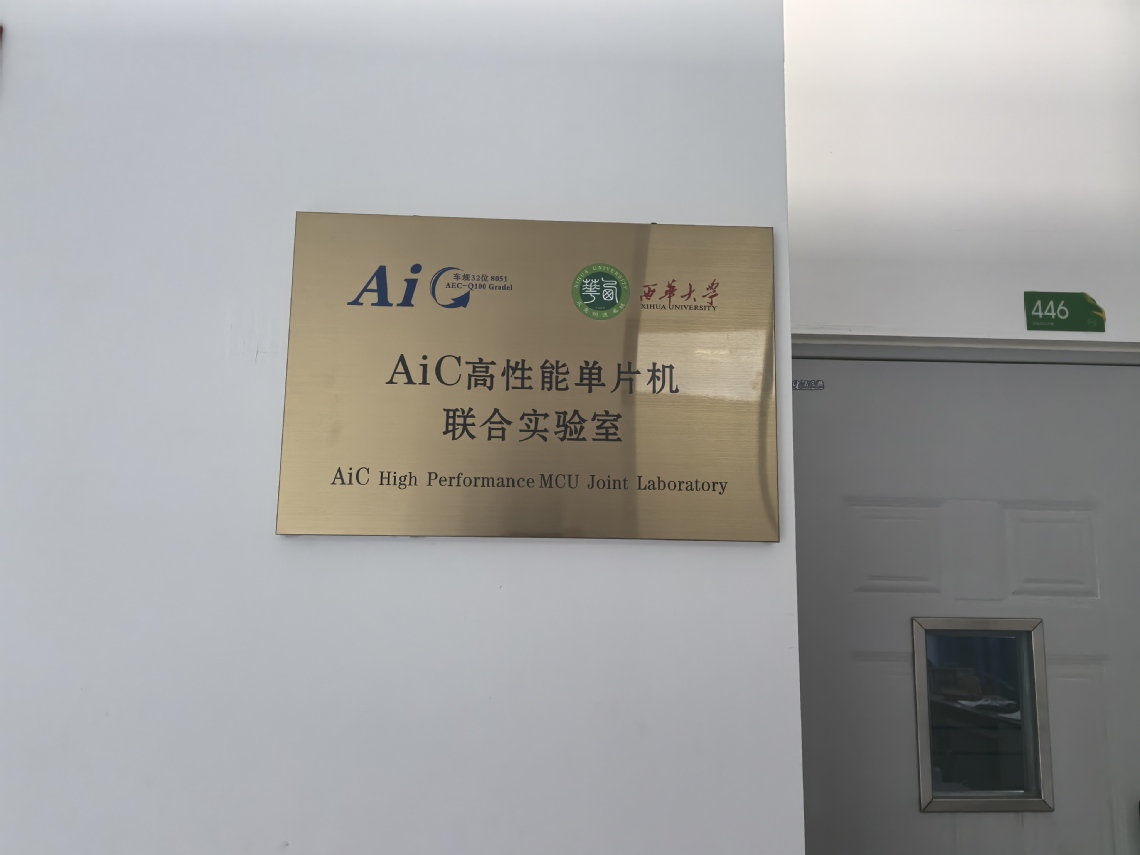 AiC
车规32位8051
AEC-Q100 Grade1
XIHUA UNIVERSITY
西华大学
XIHUA UNIVERSITY
AiC高性能单片机
联合实验室
AiC High Performance MCU Joint Laboratory
446